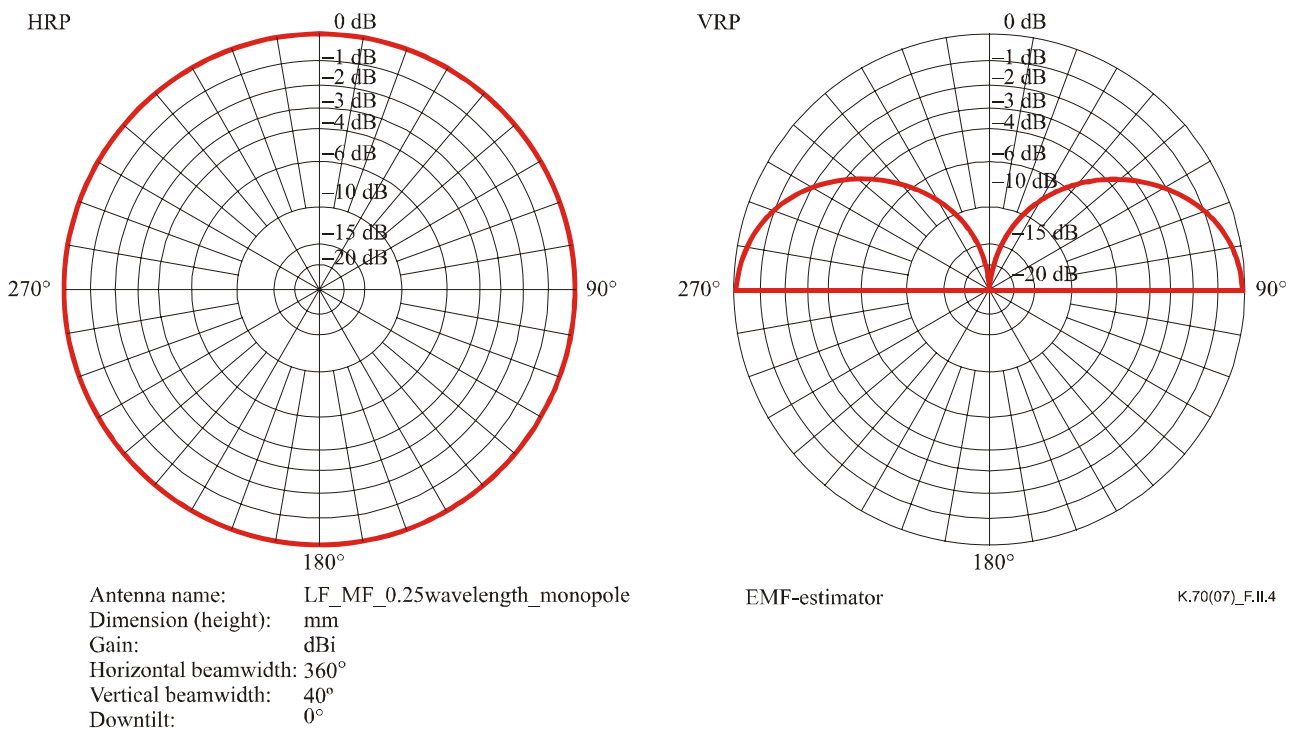 HRP
0 dB
–1 dB
–2 dB
–3 dB
–4 dB
–6 dB
–10 dB
–15 dB
–20 dB
270°
90°
180°
VRP
0 dB
–1 dB
–2 dB
–3 dB
–4 dB
–6 dB
–10 dB
–15 dB
–20 dB
270°
90°
180°
Antenna name: LF_MF_0.25wavelength_monopole
Dimension (height): mm
Gain: dBi
Horizontal beamwidth: 360°
Vertical beamwidth: 40º
Downtilt: 0°
EMF-estimator
K.70(07)_F.II.4